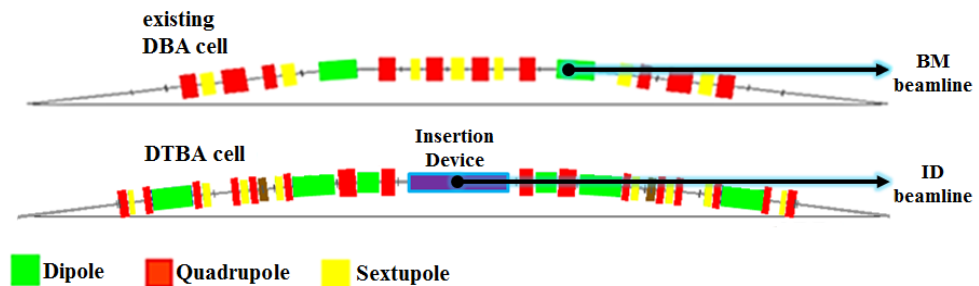 existing
DBA cell
BM
beamline
DTBA cell
Insertion
Device
ID
beamline
Dipole
Quadrupole
Sextupole